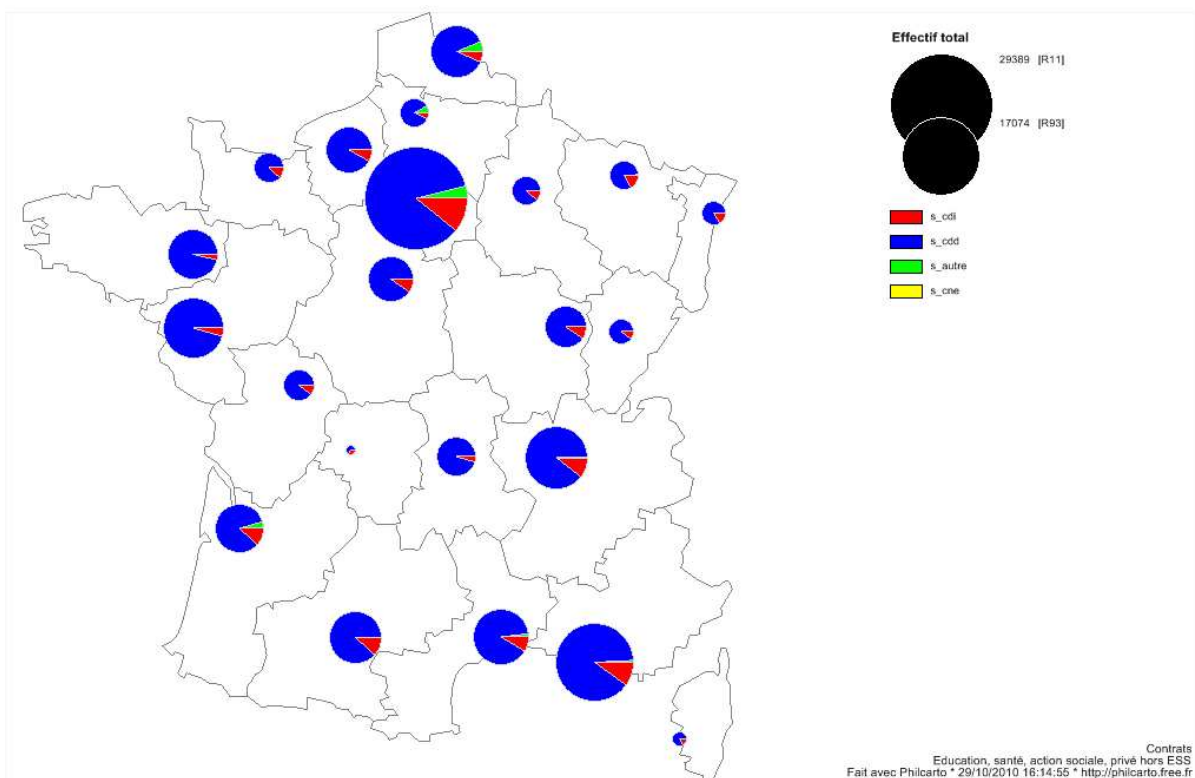 Effectif total
29389 [R11]
17074 [R93]
s_cdi
s_cdd
s_autre
s_cne
Contrats
Education, santé, action sociale, privé hors ESS
Fait avec Philcarto * 29/10/2010 16:14:55 * http://philcarto.free.fr